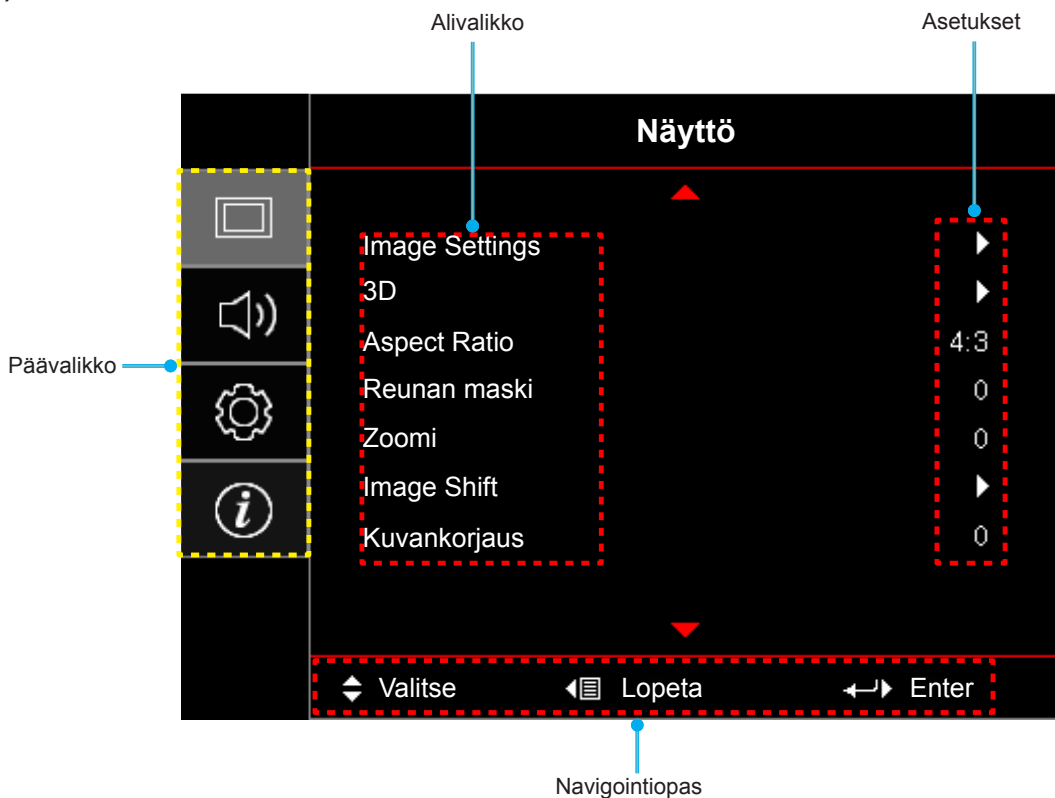 Alivalikko
Asetukset
Näyttö
Image Settings
3D
Aspect Ratio 4:3
Päävalikko
Reunan maski 0
Zoomi 0
Image Shift
Kuvankorjaus 0
Valitse Lopeta Enter
Navigointiopas